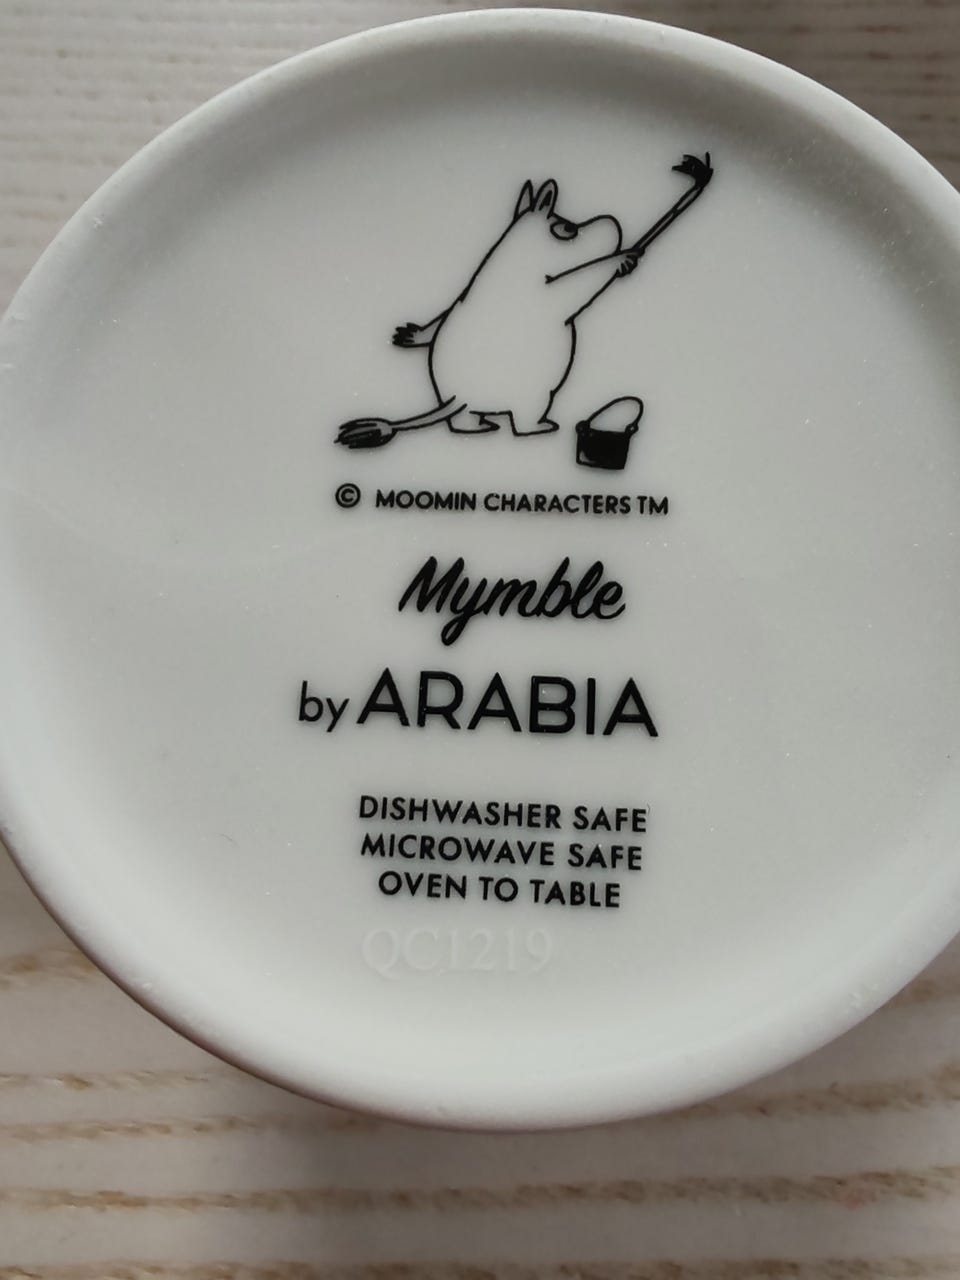 © MOOMIN CHARACTERS TM
Mymble
by ARABIA
DISHWASHER SAFE
MICROWAVE SAFE
OVEN TO TABLE
QC1219